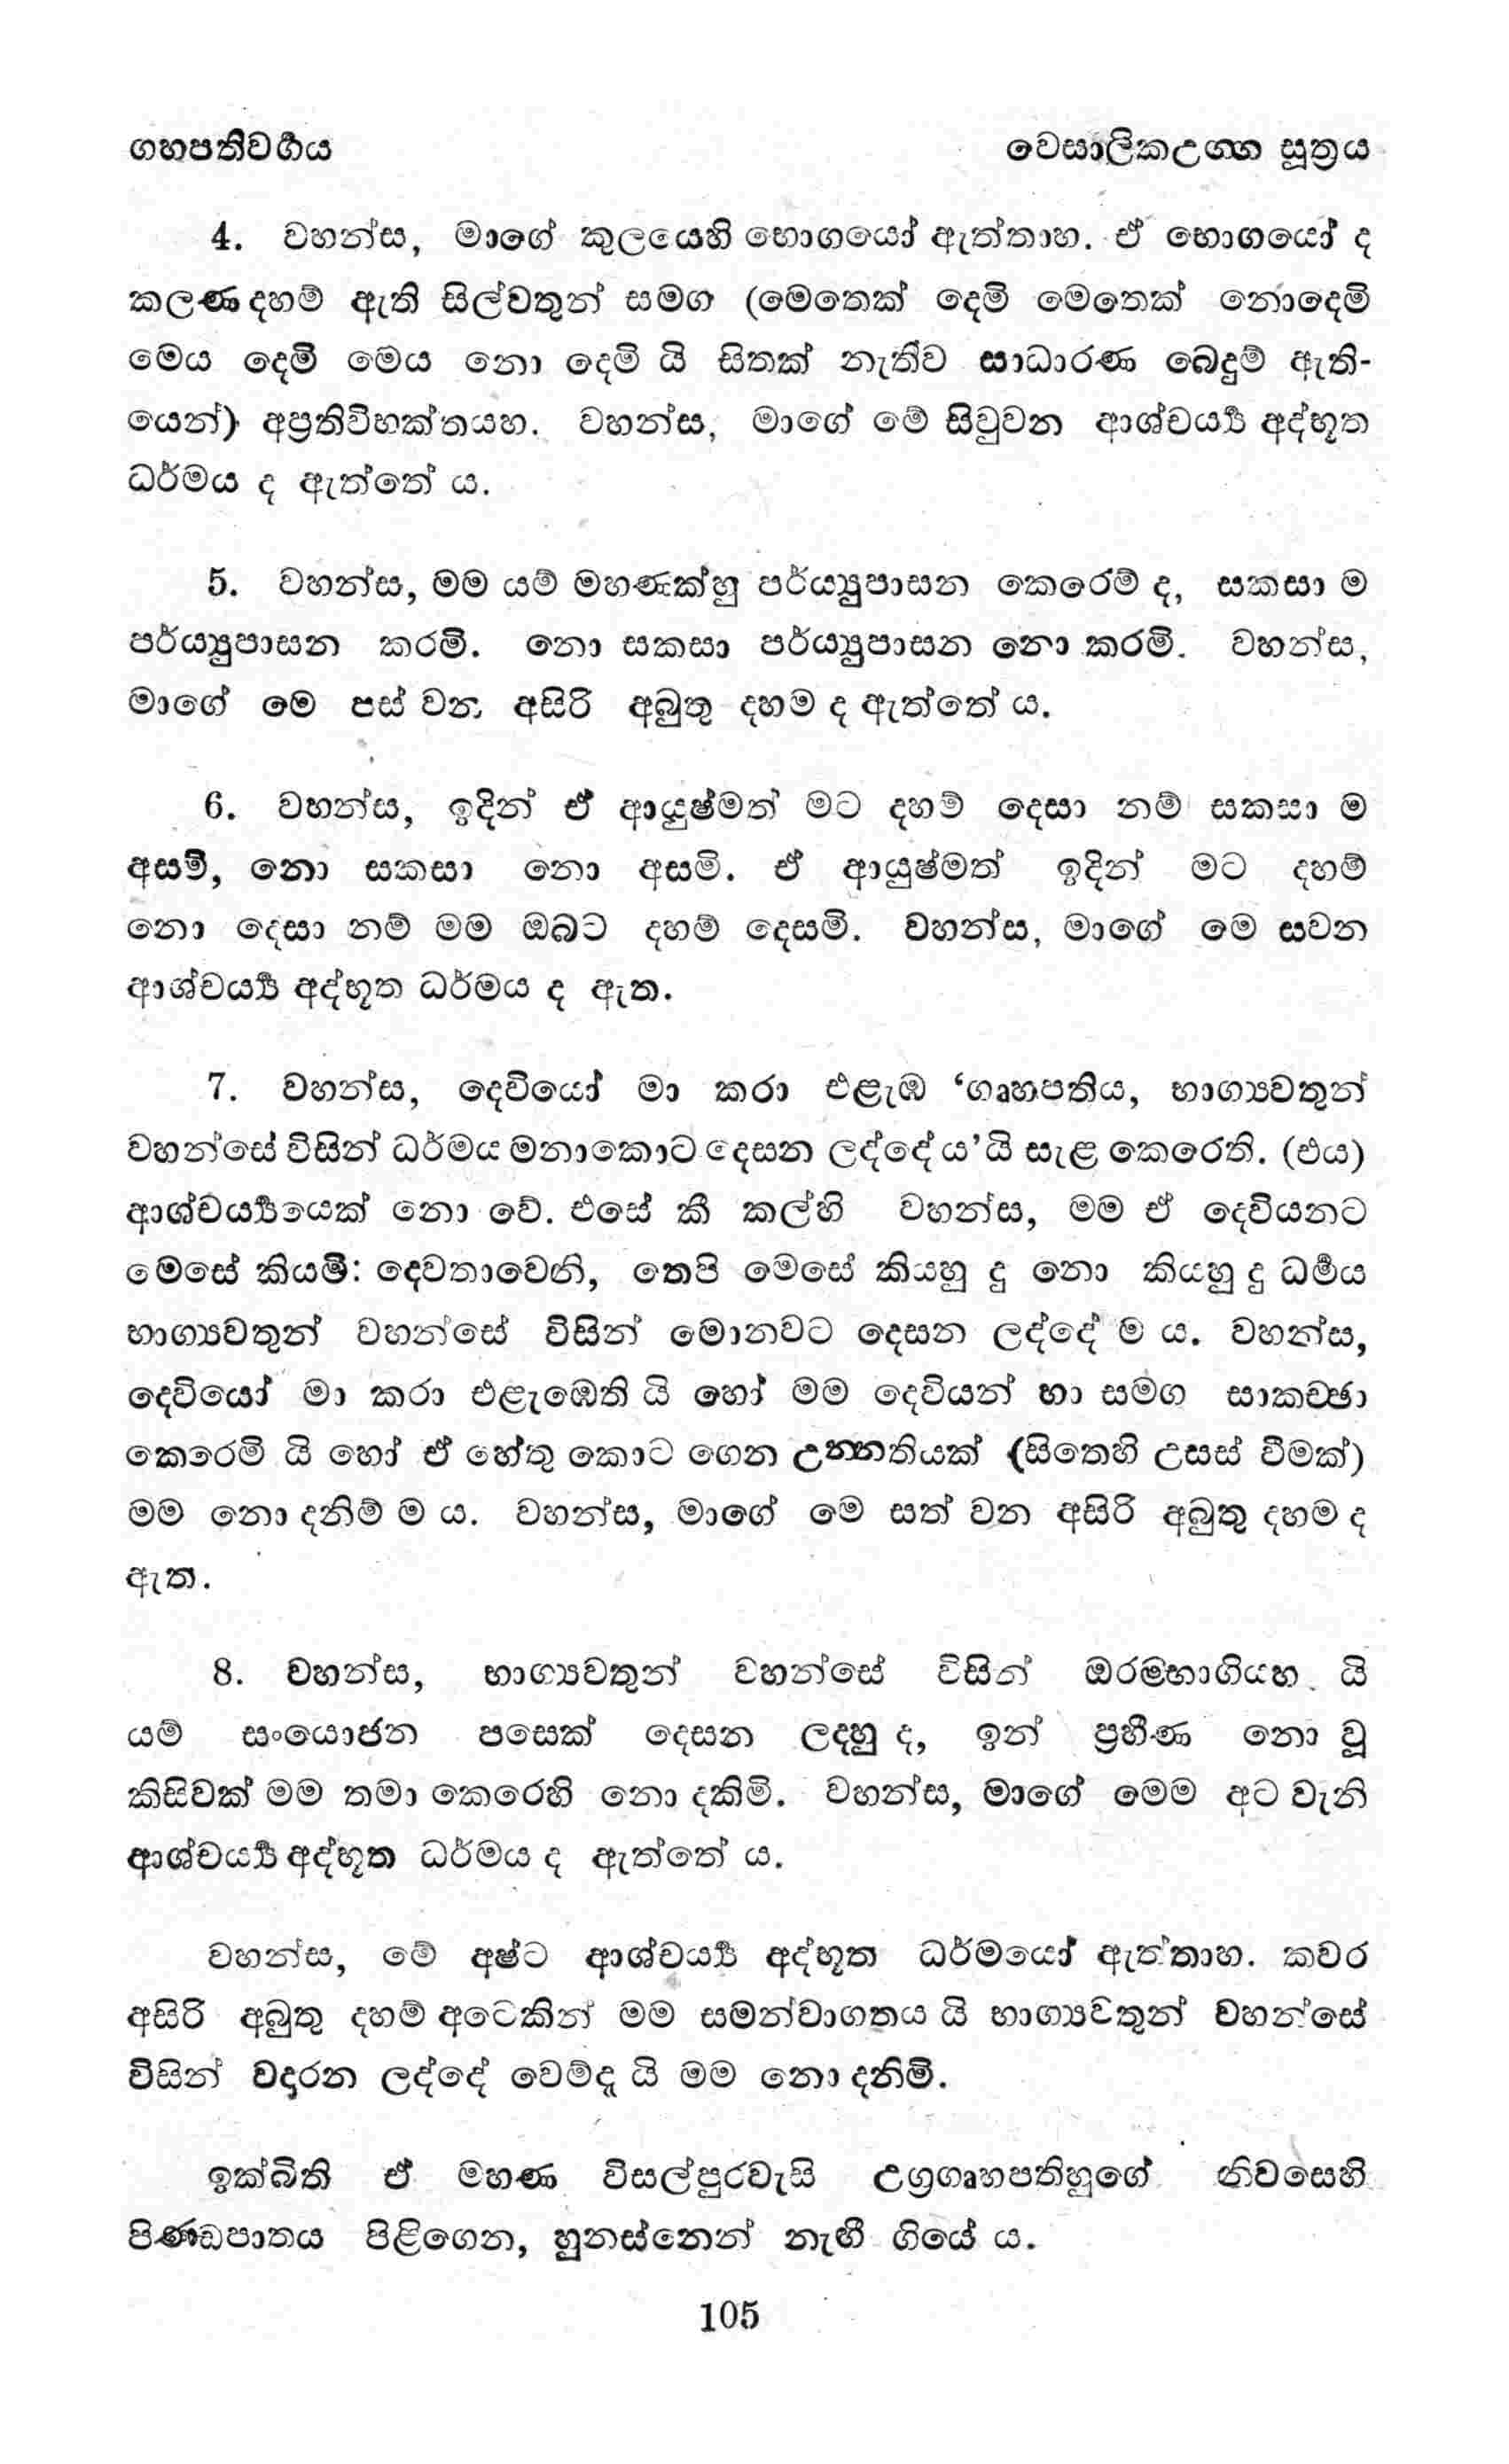 ගහපතිවර්‍ගය වෙසාලිකඋග්ග සූත්‍රය
4. වහන්ස, මාගේ කුලයෙහි භොගයෝ ඇත්තාහ. ඒ භොගයෝ ද
කලණදහම් ඇති සිල්වතුන් සමග (මෙතෙක් දෙමි මෙතෙක් නොදෙමි
මෙය දෙමි මෙය නො දෙමි යි සිතක් නැතිව සාධාරණ බෙදුම් ඇති-
යෙන්) අප්‍රතිවිභක්තයහ. වහන්ස, මාගේ මේ සිවුවන ආශ්චර්‍ය්‍ය අද්භූත
ධර්මය ද ඇත්තේ ය.
5. වහන්ස, මම යම් මහණක්හු පර්ය්‍යුපාසන කෙරෙම් ද, සකසා ම
පර්ය්‍යුපාසන කරමි. නො සකසා පර්ය්‍යුපාසන නො කරමි. වහන්ස,
මාගේ මෙ පස් වන අසිරි අබුතු දහම ද ඇත්තේ ය.
6. වහන්ස, ඉදින් ඒ ආයුෂ්මත් මට දහම් දෙසා නම් සකසා ම
අසමි, නො සකසා නො අසමි. ඒ ආයුෂ්මත් ඉදින් මට දහම්
නො දෙසා නම් මම ඔබට දහම් දෙසමි. වහන්ස, මාගේ මෙ සවන
ආශ්චර්‍ය්‍ය අද්භූත ධර්මය ද ඇත.
7. වහන්ස, දෙවියෝ මා කරා එළැඹ ‘ගෘහපතිය, භාග්‍යවතුන්
වහන්සේ විසින් ධර්මය මනාකොට දෙසන ලද්දේ ය’යි සැළ කෙරෙති. (එය)
ආශ්චර්‍ය්‍යයෙක් නො වේ. එසේ කී කල්හි වහන්ස, මම ඒ දෙවියනට
මෙසේ කියමි: දෙවතාවෙනි, තෙපි මෙසේ කියහු දු නො කියහු දු ධර්‍මය
භාග්‍යවතුන් වහන්සේ විසින් මොනවට දෙසන ලද්දේ ම ය. වහන්ස,
දෙවියෝ මා කරා එළැඹෙති යි හෝ මම දෙවියන් හා සමග සාකච්ඡා
කෙරෙමි යි හෝ ඒ හේතු කොට ගෙන උන්නතියක් (සිතෙහි උසස් වීමක්)
මම නො දනිම් ම ය. වහන්ස, මාගේ මෙ සත් වන අසිරි අබුතු දහම ද
ඇත.
8. වහන්ස, භාග්‍යවතුන් වහන්සේ විසින් ඔරම්භාගියහ යි
යම් සංයොජන පසෙක් දෙසන ලදහු ද, ඉන් ප්‍රහීණ නො වූ
කිසිවක් මම තමා කෙරෙහි නො දකිමි. වහන්ස, මාගේ මෙම අට වැනි
ආශ්චර්‍ය්‍ය අද්භූත ධර්මය ද ඇත්තේ ය.
වහන්ස, මේ අෂ්ට ආශ්චර්‍ය්‍ය අද්භූත ධර්මයෝ ඇත්තාහ. කවර
අසිරි අබුතු දහම් අටෙකින් මම සමන්වාගතය යි භාග්‍යවතුන් වහන්සේ
විසින් වදාරන ලද්දේ වෙම්දැ යි මම නො දනිමි.
ඉක්බිති ඒ මහණ විසල්පුරවැසි උග්‍රගෘහපතිහුගේ නිවසෙහි
පිණ්ඩපාතය පිළිගෙන, හුනස්නෙන් නැඟී ගියේ ය.
105